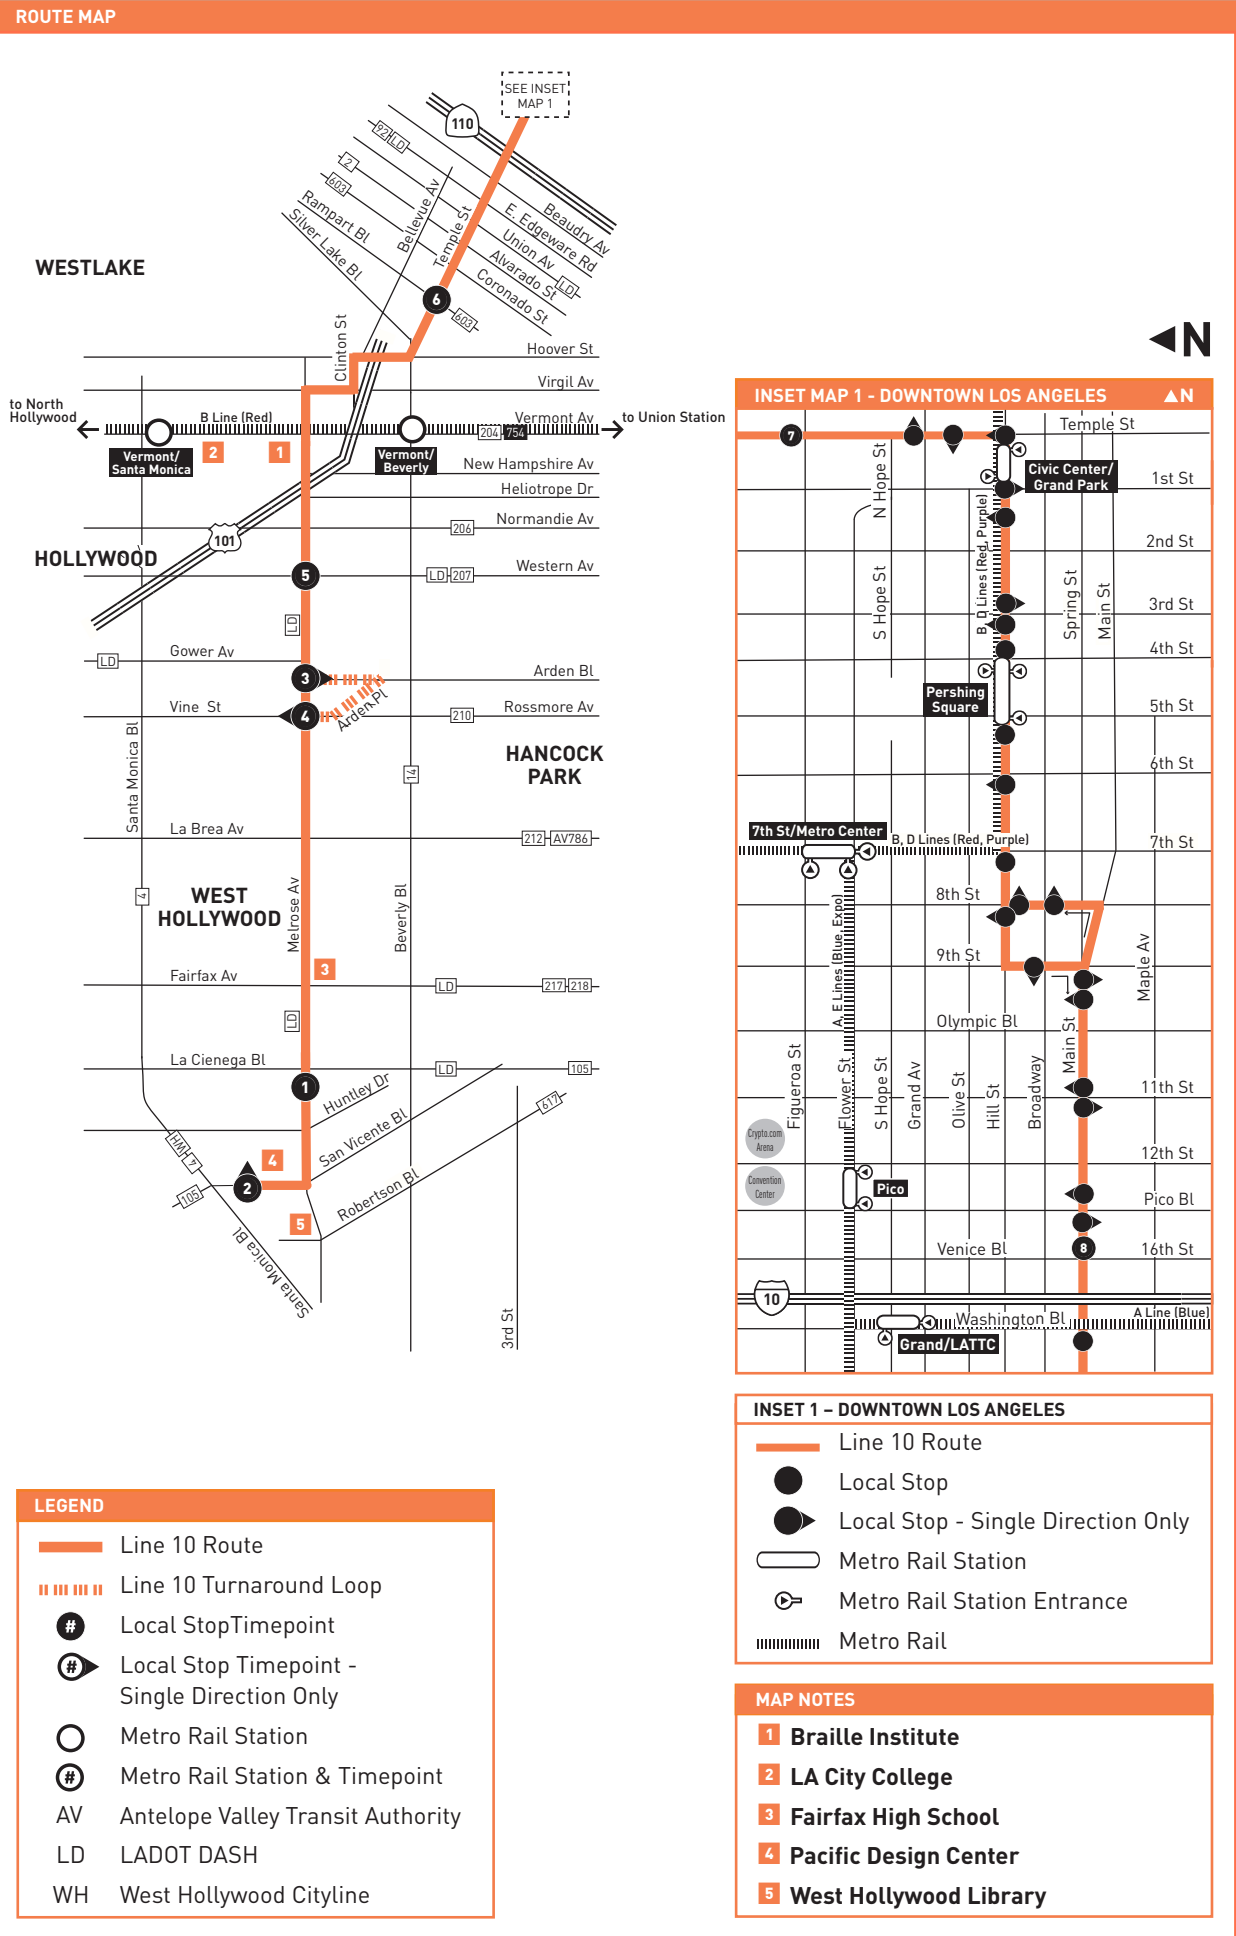 ROUTE MAP
SEE INSET
MAP 1
110
92 LD
2
603
Rampart Bl
Silver Lake Bl
Bellevue Av
Temple St
Beaudry Av
E. Edgeware Rd
Union Av
LD
Alvarado St
Coronado St
603
6
WESTLAKE
Clinton St
Hoover St
Virgil Av
to North
Hollywood
B Line (Red)
Vermont Av
204 754
to Union Station
Vermont/
Santa Monica
2
1
Vermont/
Beverly
New Hampshire Av
Heliotrope Dr
Normandie Av
206
101
HOLLYWOOD
5
LD 207
Western Av
LD
Gower Av
LD
3
Arden Bl
Arden Pl
Vine St
4
210
Rossmore Av
Santa Monica Bl
HANCOCK
PARK
14
La Brea Av
212 AV786
4
WEST
HOLLYWOOD
Melrose Av
Beverly Bl
3
Fairfax Av
LD
217 218
LD
La Cienega Bl
LD
105
1
Huntley Dr
San Vicente Bl
617
WH 4
4
2
105
Robertson Bl
5
Santa Monica Bl
3rd St
N
INSET MAP 1 - DOWNTOWN LOS ANGELES
N
7
Temple St
Civic Center/
Grand Park
N Hope St
1st St
B, D Lines (Red, Purple)
2nd St
S Hope St
Spring St
Main St
3rd St
4th St
Pershing
Square
5th St
6th St
7th St/Metro Center
B, D Lines (Red, Purple)
7th St
8th St
A, E Lines (Blue, Expo)
9th St
Maple Av
Olympic Bl
Main St
Figueroa St
Flower St
S Hope St
Grand Av
Olive St
Hill St
Broadway
11th St
Crypto.com
Arena
12th St
Convention
Center
Pico
Pico Bl
Venice Bl
8
16th St
10
Washington Bl
A Line (Blue)
Grand/LATTC
INSET 1 – DOWNTOWN LOS ANGELES
Line 10 Route
Local Stop
Local Stop - Single Direction Only
Metro Rail Station
Metro Rail Station Entrance
Metro Rail
LEGEND
Line 10 Route
Line 10 Turnaround Loop
# Local StopTimepoint
# Local Stop Timepoint -
Single Direction Only
Metro Rail Station
# Metro Rail Station & Timepoint
AV Antelope Valley Transit Authority
LD LADOT DASH
WH West Hollywood Cityline
MAP NOTES
1 Braille Institute
2 LA City College
3 Fairfax High School
4 Pacific Design Center
5 West Hollywood Library